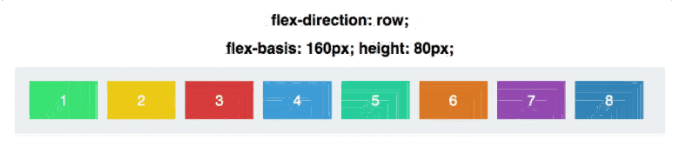 flex-direction: row;
flex-basis: 160px; height: 80px;
1 2 3 4 5 6 7 8